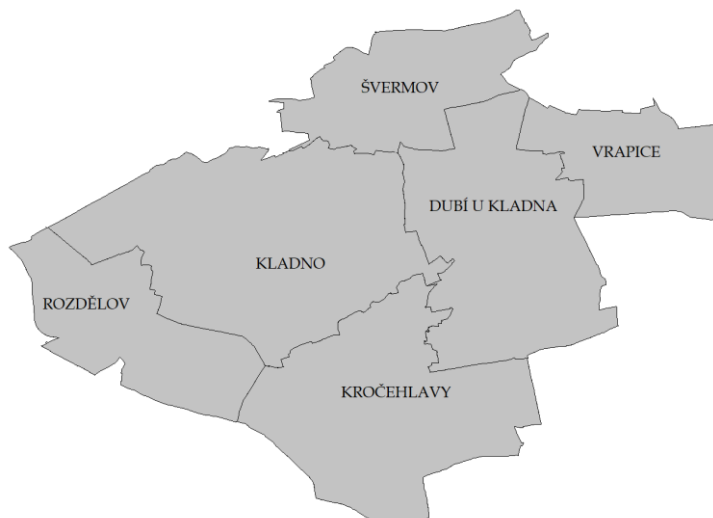 ŠVERMOV
VRAPICE
DUBÍ U KLADNA
KLADNO
ROZDĚLOV
KROČEHLAVY